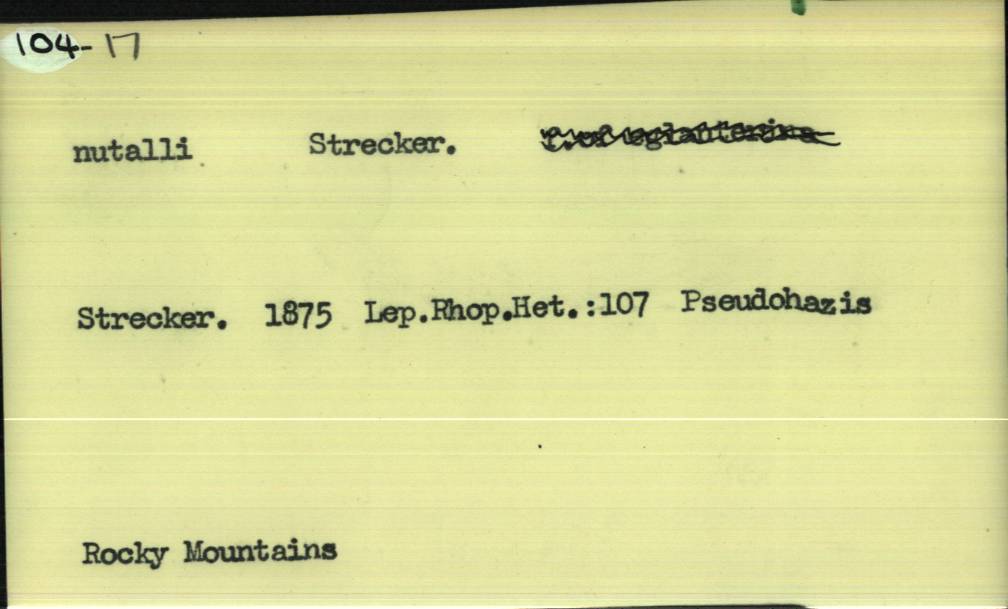 104-17
nutalli Strecker.
Strecker. 1875 Lep.Rhop.Het.:107 Pseudohazis
Rocky Mountains